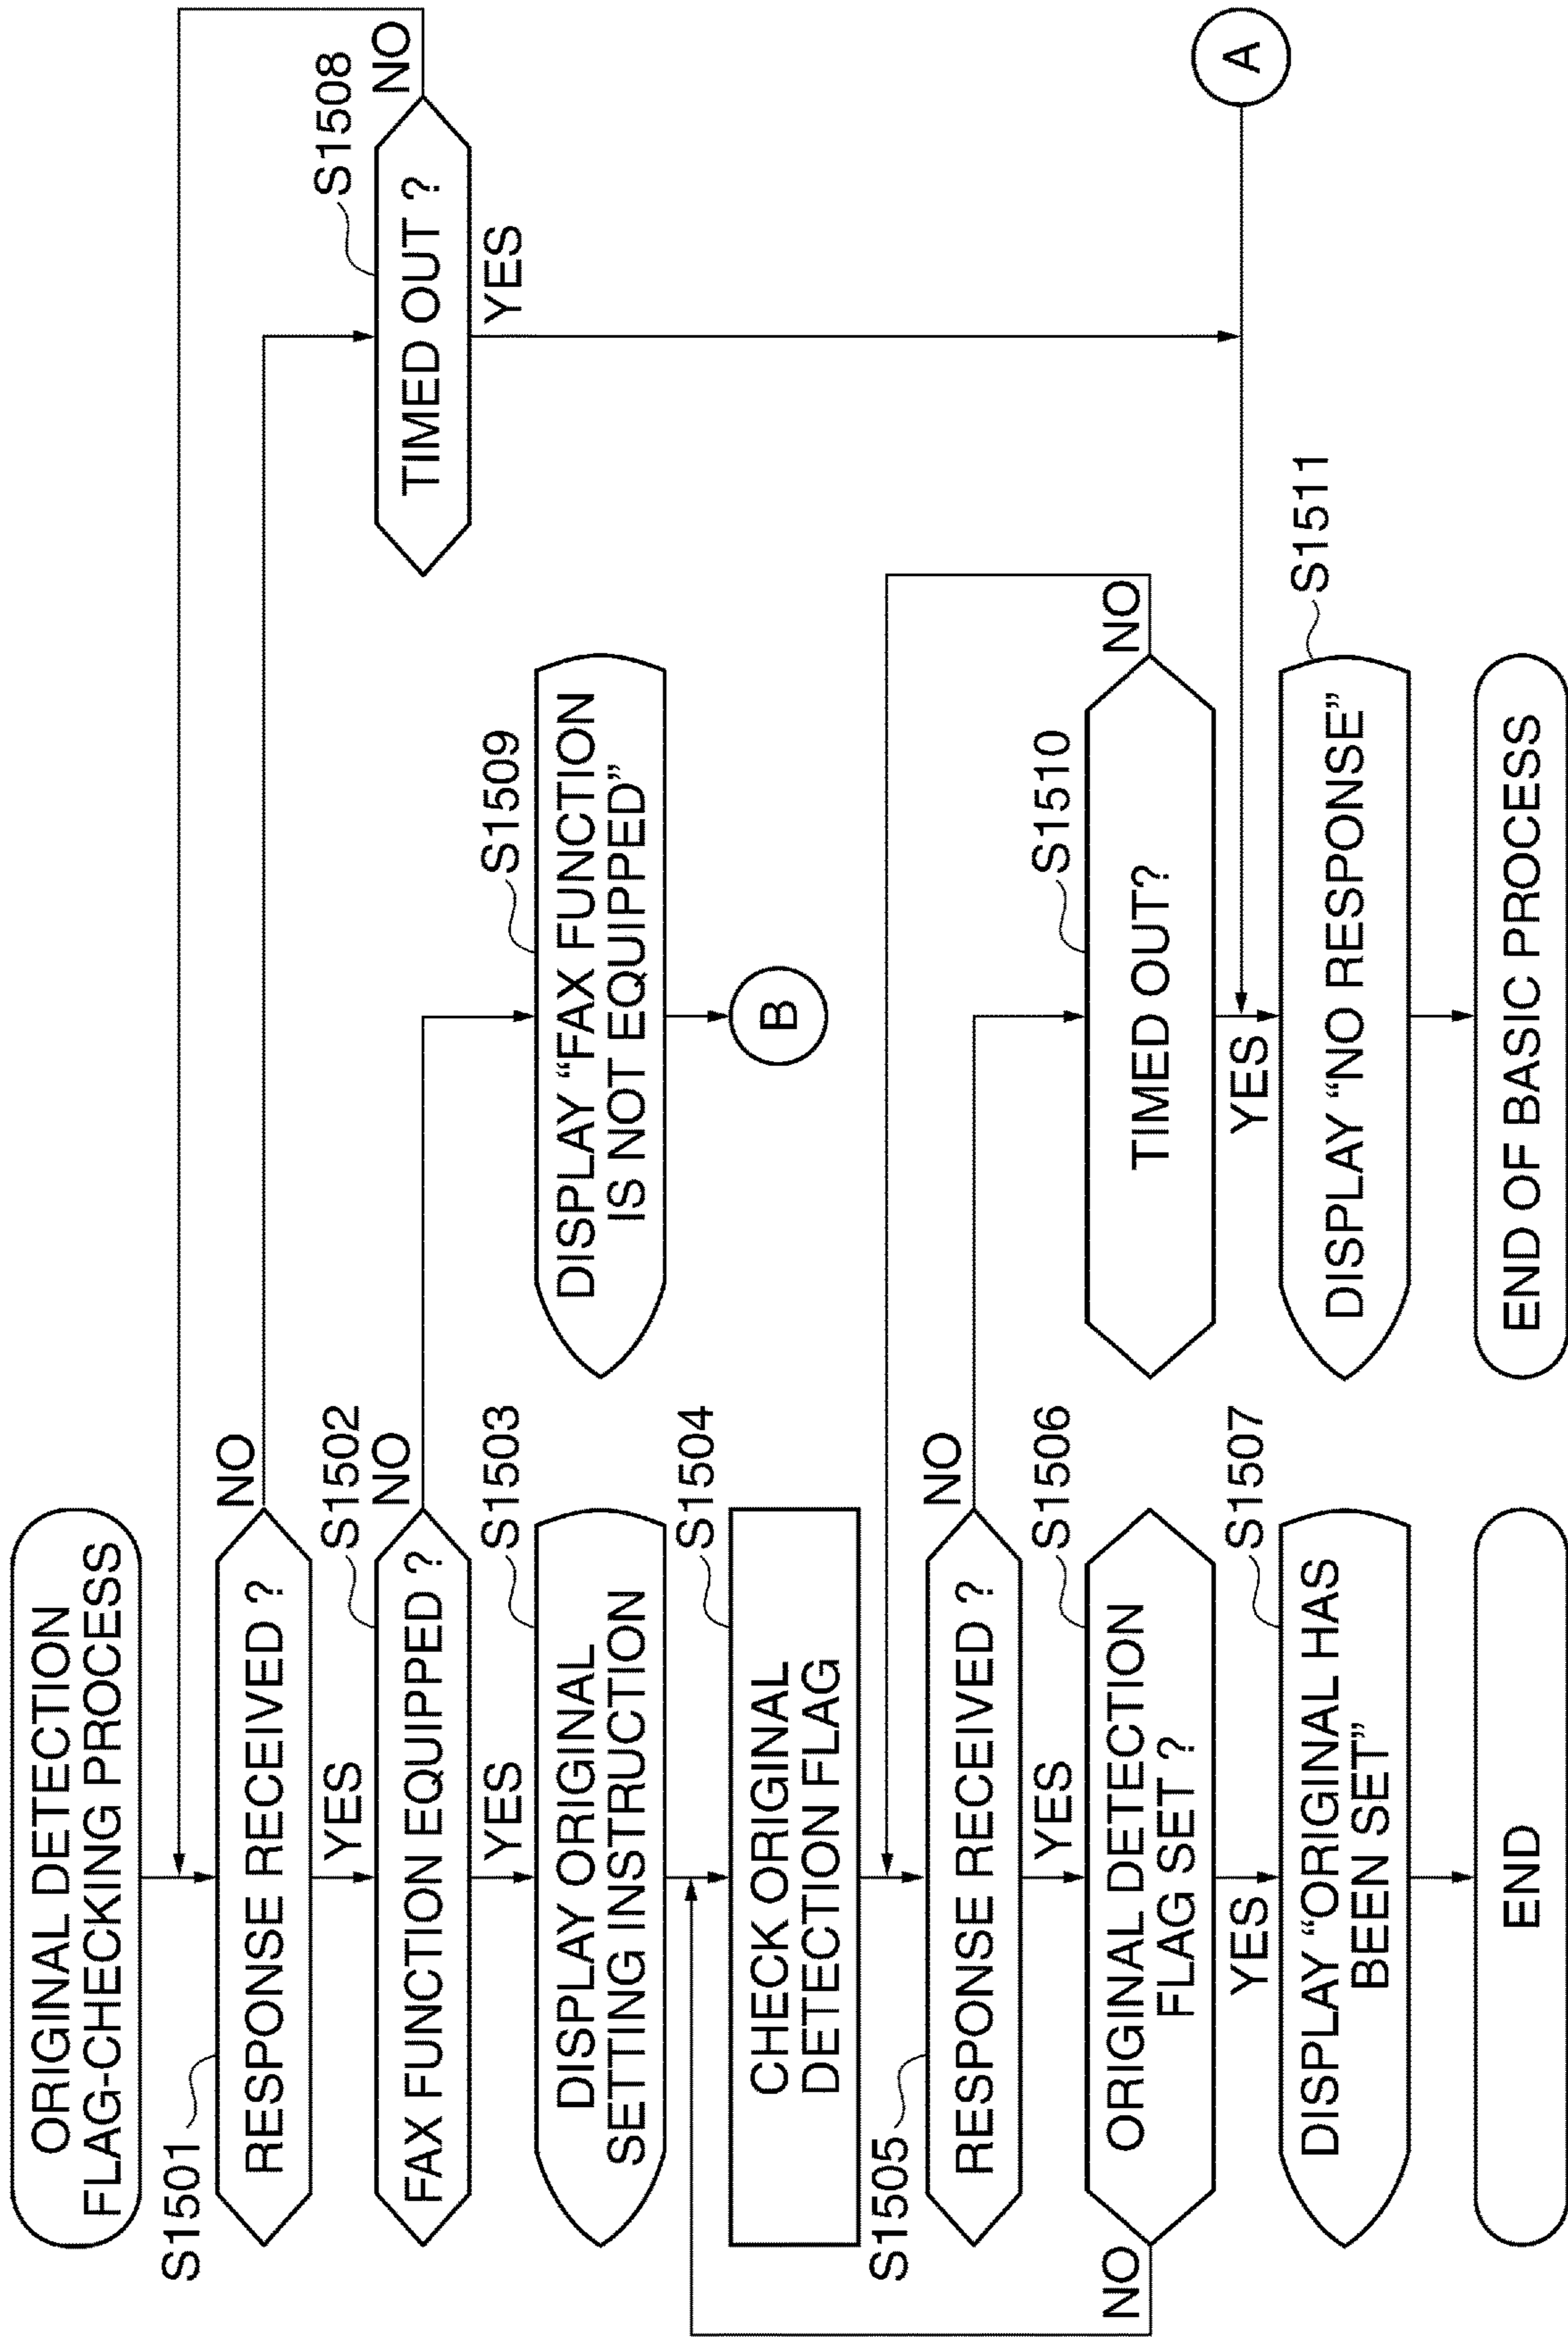 ORIGINAL DETECTION
FLAG-CHECKING PROCESS
S1501
RESPONSE RECEIVED ?
NO
YES
S1502
FAX FUNCTION EQUIPPED ?
NO
YES
S1503
DISPLAY ORIGINAL
SETTING INSTRUCTION
S1504
CHECK ORIGINAL
DETECTION FLAG
S1505
RESPONSE RECEIVED ?
NO
YES
S1506
ORIGINAL DETECTION
FLAG SET ?
NO
YES
S1507
DISPLAY “ORIGINAL HAS
BEEN SET”
END
S1509
DISPLAY “FAX FUNCTION
IS NOT EQUIPPED”
B
S1510
TIMED OUT?
NO
YES
S1511
DISPLAY “NO RESPONSE”
END OF BASIC PROCESS
S1508
TIMED OUT ?
NO
YES
A